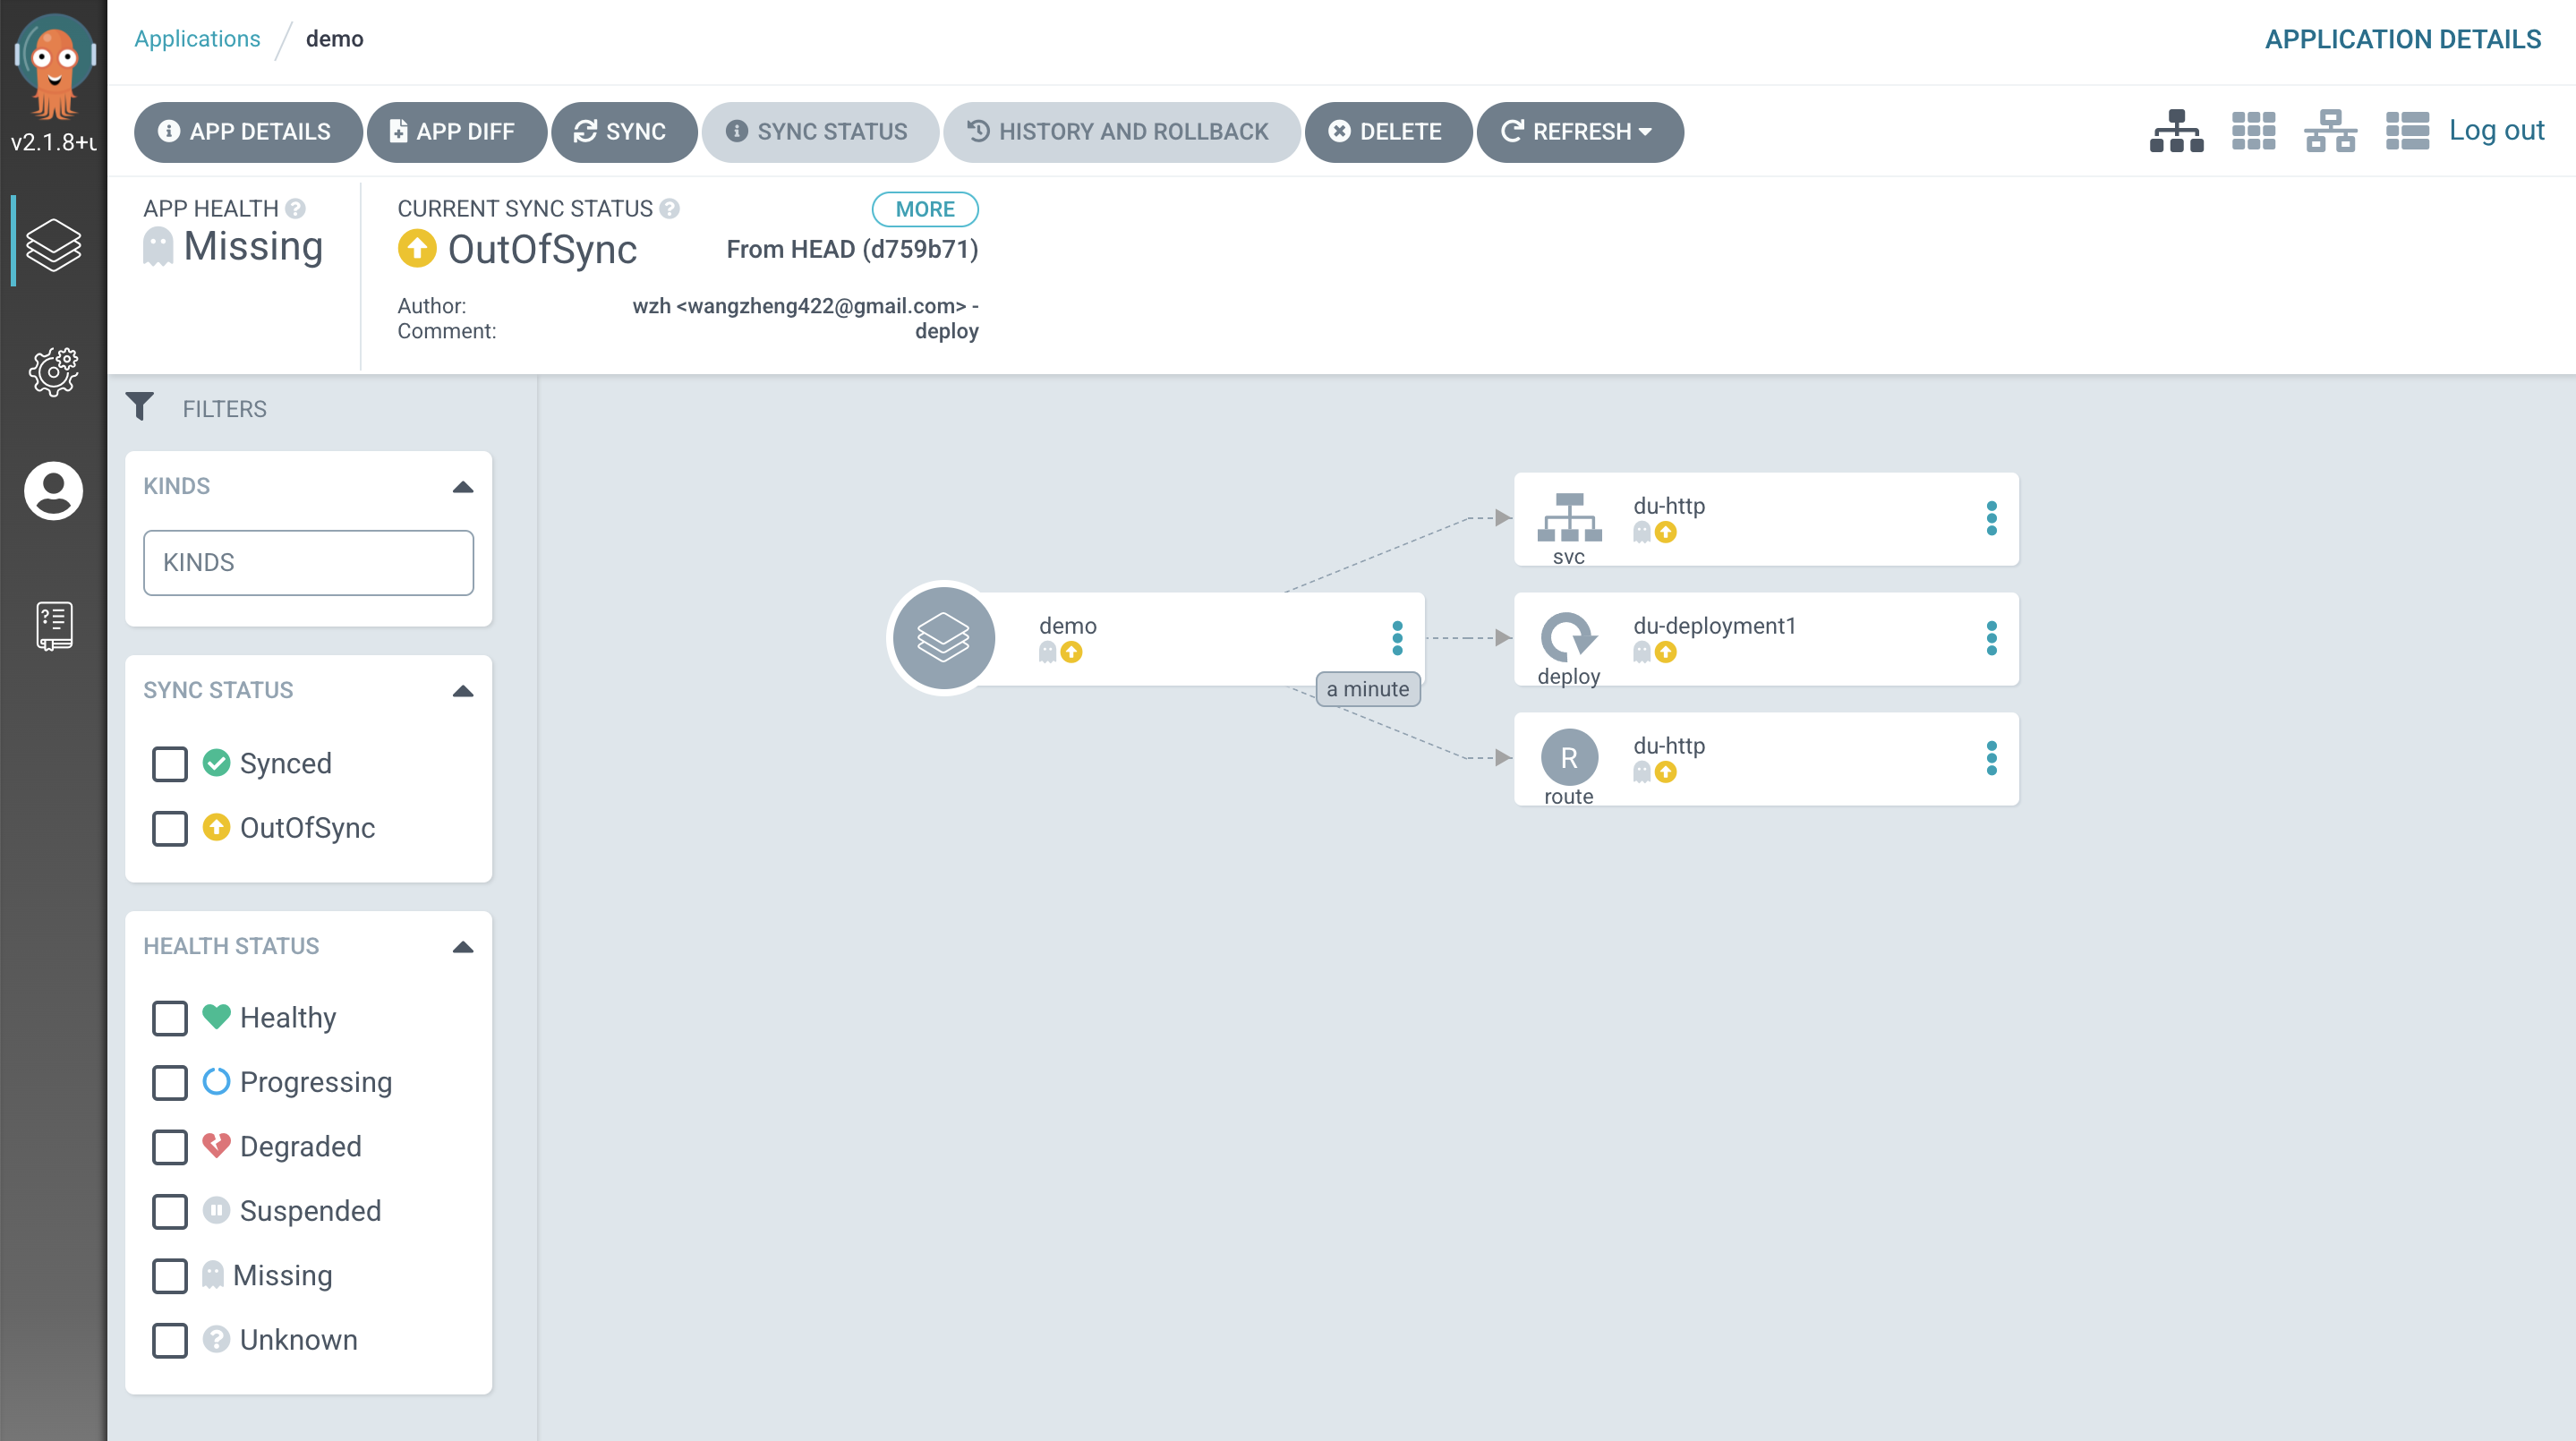 Applications / demo
APPLICATION DETAILS
v2.1.8+u
APP DETAILS APP DIFF SYNC SYNC STATUS HISTORY AND ROLLBACK DELETE REFRESH
Log out
APP HEALTH
Missing
CURRENT SYNC STATUS MORE
OutOfSync From HEAD (d759b71)
Author: wzh <wangzheng422@gmail.com> -
Comment: deploy
FILTERS
KINDS
KINDS
SYNC STATUS
Synced
OutOfSync
HEALTH STATUS
Healthy
Progressing
Degraded
Suspended
Missing
Unknown
demo
a minute
du-http
svc
du-deployment1
deploy
du-http
R
route